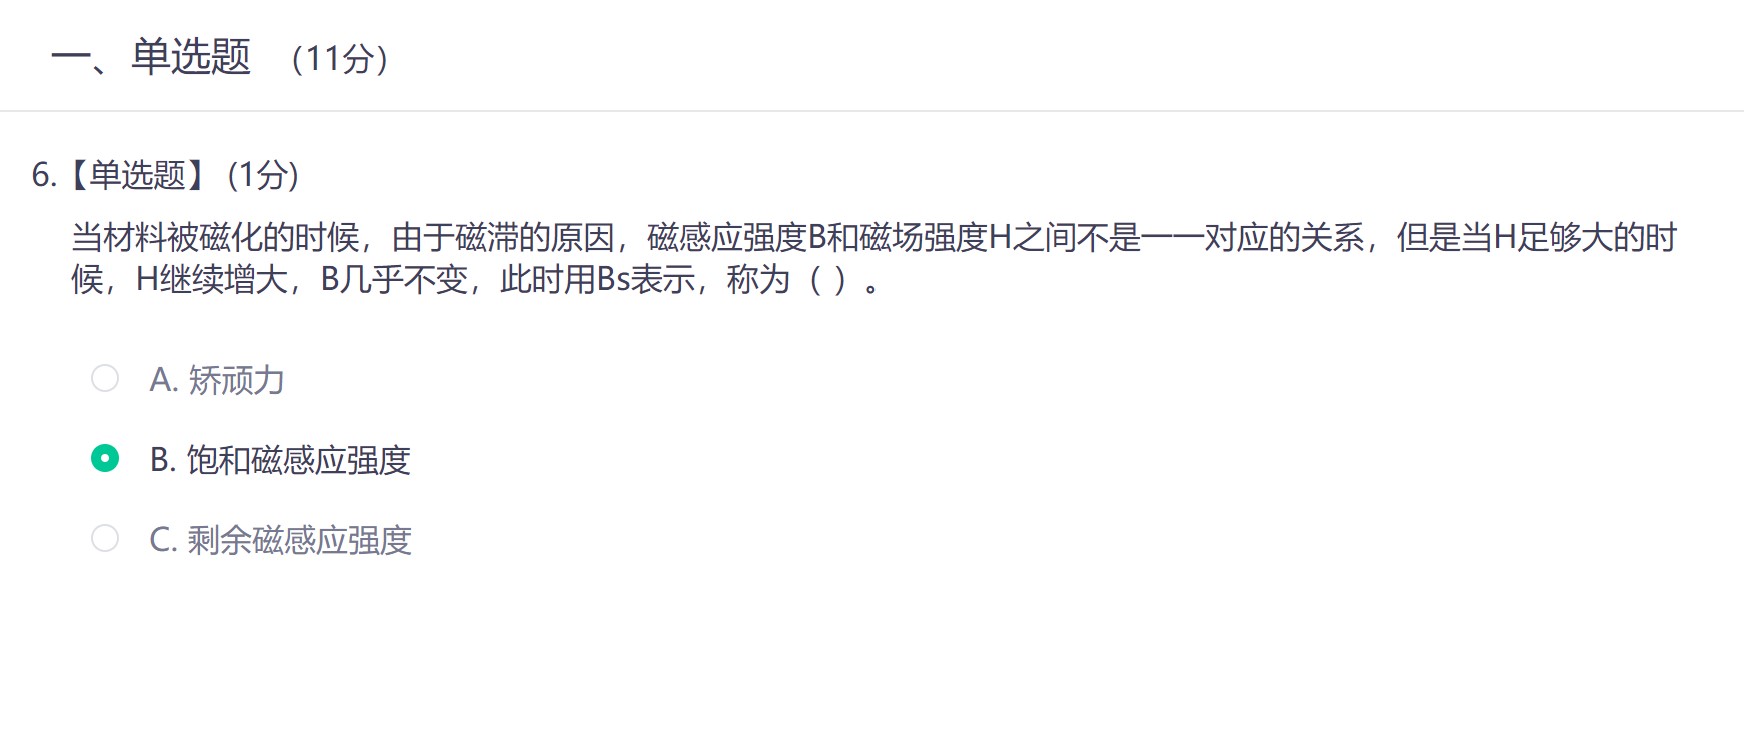 一、单选题 （11分）
6.【单选题】 (1分)
当材料被磁化的时候，由于磁滞的原因，磁感应强度B和磁场强度H之间不是一一对应的关系，但是当H足够大的时
候，H继续增大，B几乎不变，此时用Bs表示，称为（ ）。
A. 矫顽力
B. 饱和磁感应强度
C. 剩余磁感应强度